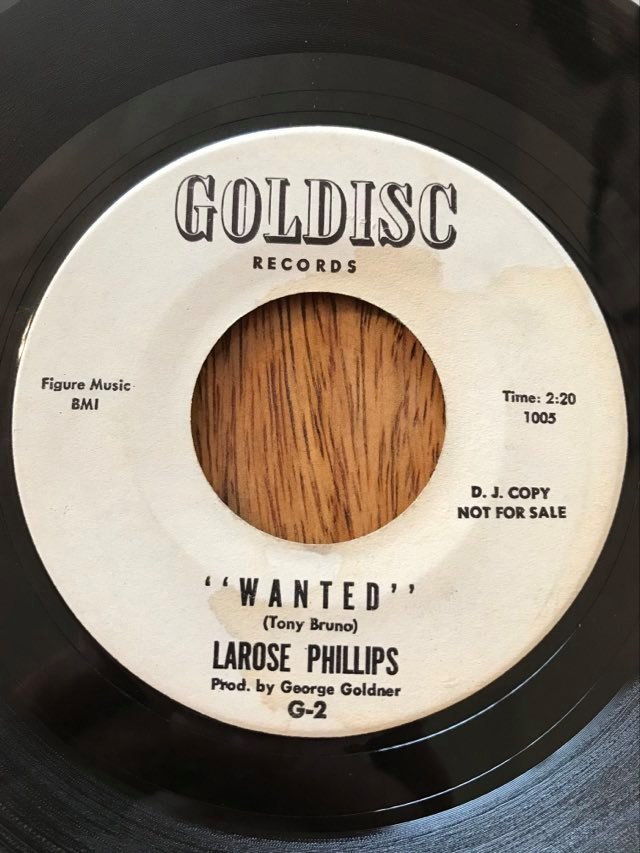 GOLDISC
RECORDS
Figure Music
BMI
Time: 2:20
1005
D. J. COPY
NOT FOR SALE
''WANTED''
(Tony Bruno)
LAROSE PHILLIPS
Prod. by George Goldner
G-2